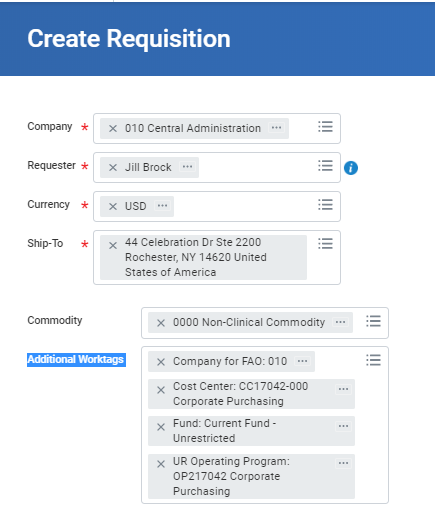 Create Requisition
Company * × 010 Central Administration ...
Requester * × Jill Brock ... i
Currency * × USD ...
Ship-To * × 44 Celebration Dr Ste 2200
Rochester, NY 14620 United
States of America
Commodity × 0000 Non-Clinical Commodity ...
Additional Worktags × Company for FAO: 010 ...
× Cost Center: CC17042-000 ...
Corporate Purchasing
× Fund: Current Fund - ...
Unrestricted
× UR Operating Program: ...
OP217042 Corporate
Purchasing